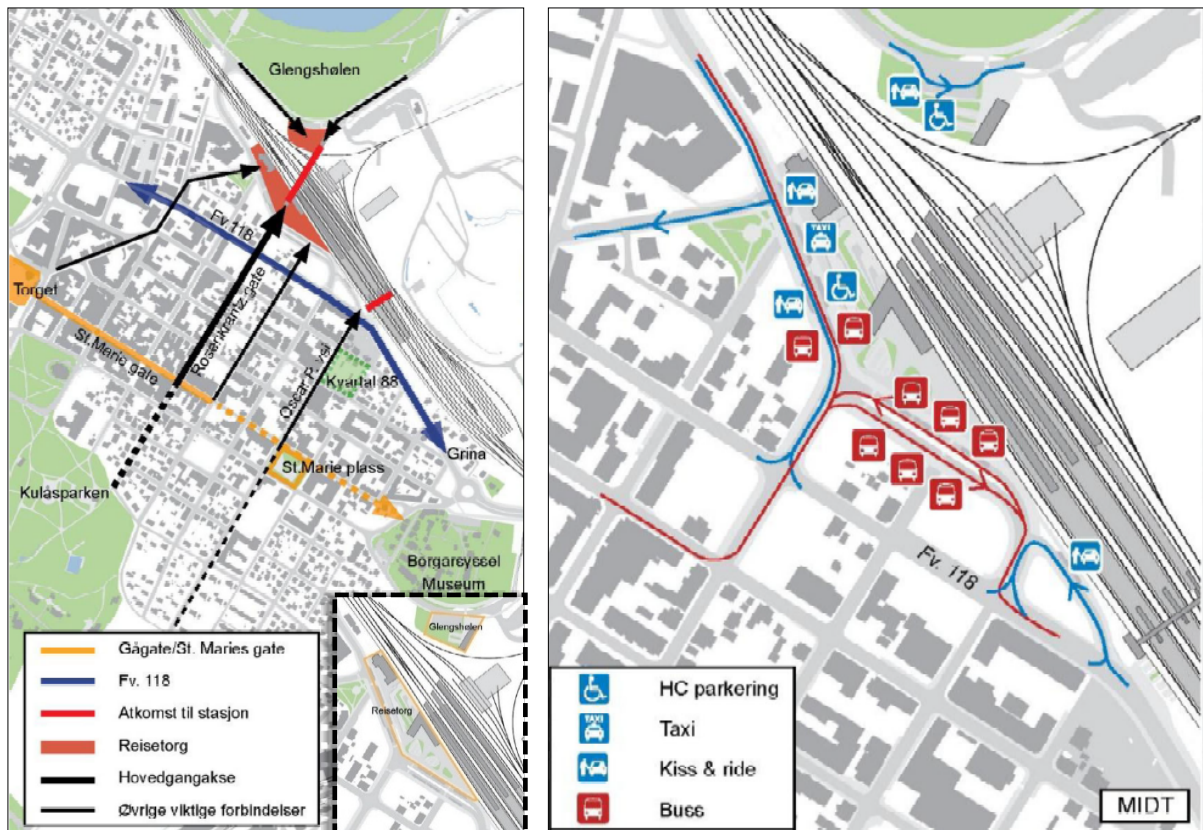 Glengshølen
Fv.118
Torget
Rosenkrantz gate
St.Marie gate
Oscar P. vei
Kvartal 88
Grina
St.Marie plass
Kulåsparken
Borgarsyssel
Museum
Gågate/St. Maries gate
Fv. 118
Atkomst til stasjon
Reisetorg
Hovedgangakse
Øvrige viktige forbindelser
Glengshølen
Reisetorg
TAXI
Fv. 118
HC parkering
TAXI
Taxi
Kiss & ride
Buss
MIDT